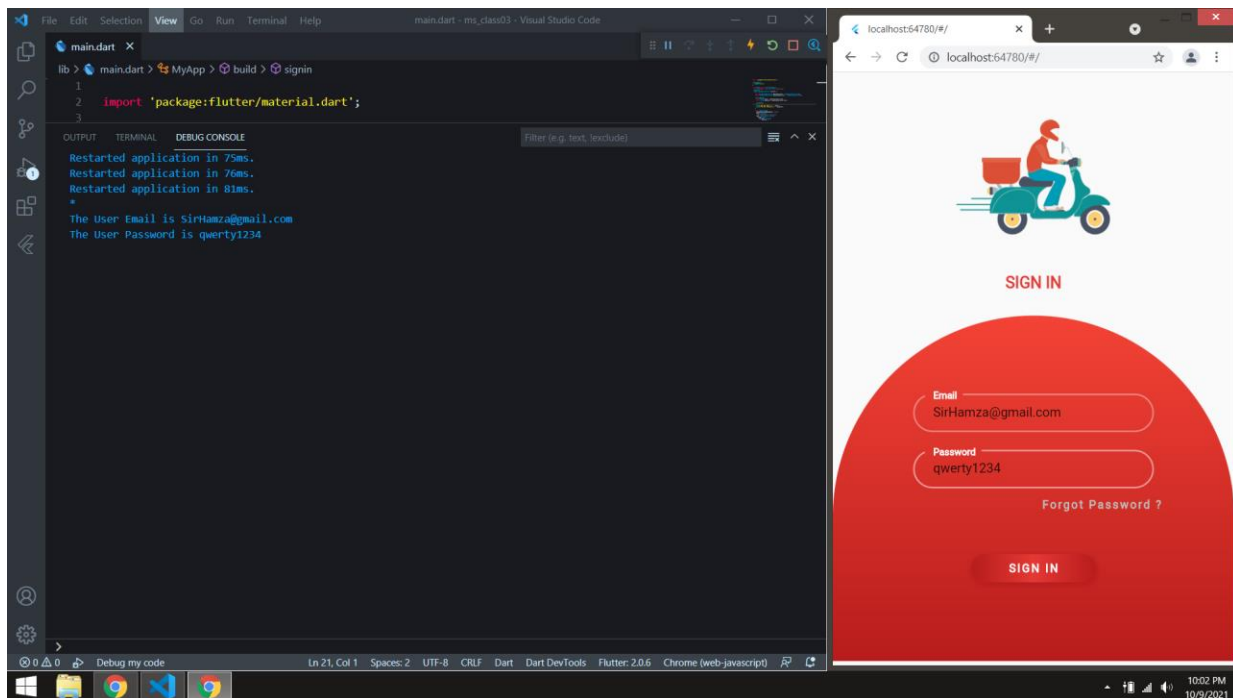 File Edit Selection View Go Run Terminal Help
main.dart - ms_class03 - Visual Studio Code
main.dart
lib > main.dart > MyApp > build > signin
1
2 import 'package:flutter/material.dart';
3
OUTPUT TERMINAL DEBUG CONSOLE
Filter (e.g. text, !exclude)
Restarted application in 75ms.
Restarted application in 76ms.
Restarted application in 81ms.
The User Email is SirHamza@gmail.com
The User Password is qwerty1234
1
0 0 Debug my code
Ln 21, Col 1 Spaces: 2 UTF-8 CRLF Dart Dart DevTools Flutter: 2.0.6 Chrome (web-javascript)
localhost:64780/#/
localhost:64780/#/
SIGN IN
Email
SirHamza@gmail.com
Password
qwerty1234
Forgot Password ?
SIGN IN
10:02 PM
10/9/2021